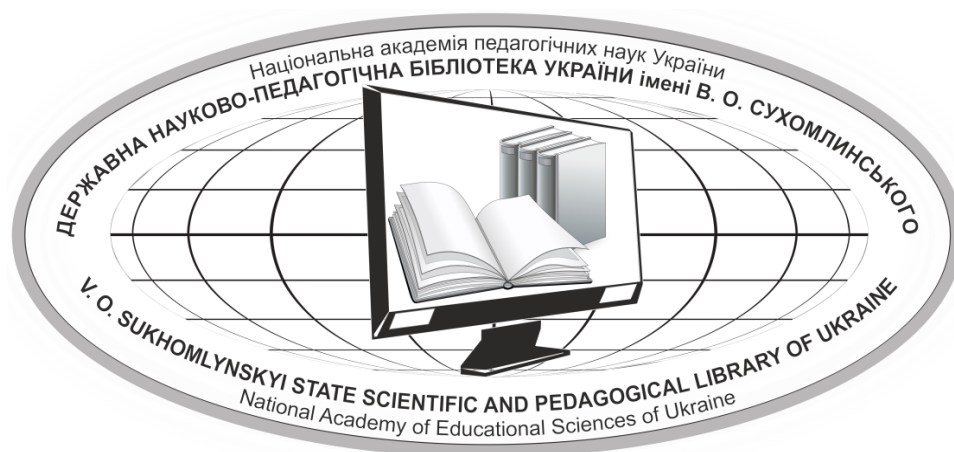 Національна академія педагогічних наук України
ДЕРЖАВНА НАУКОВО-ПЕДАГОГІЧНА БІБЛІОТЕКА УКРАЇНИ імені В. О. СУХОМЛИНСЬКОГО
V. O. SUKHOMLYNSKYI STATE SCIENTIFIC AND PEDAGOGICAL LIBRARY OF UKRAINE
National Academy of Educational Sciences of Ukraine